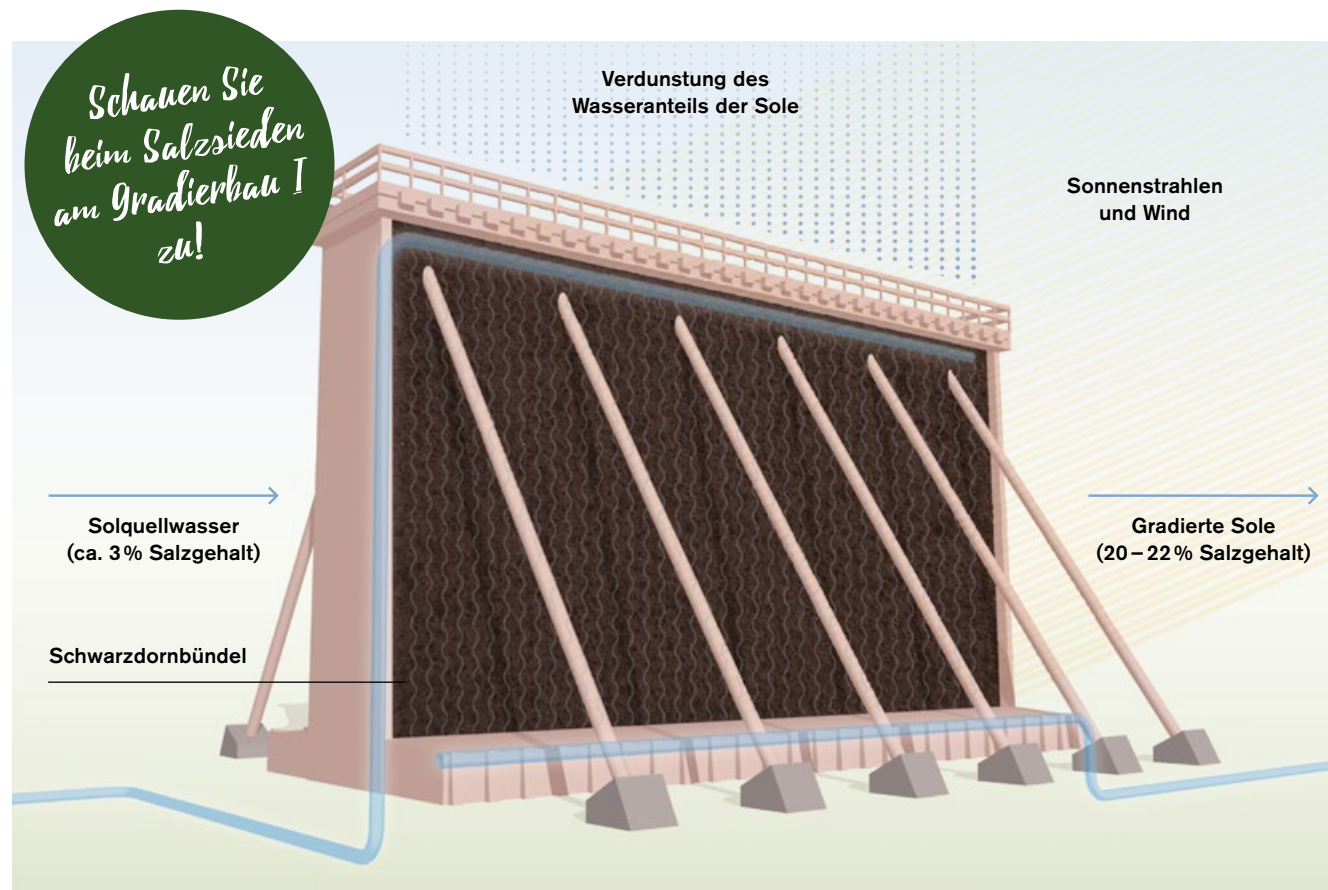 Schauen Sie
beim Salzsieden
am Gradierbau I
zu!
Verdunstung des
Wasseranteils der Sole
Sonnenstrahlen
und Wind
Solquellwasser
(ca. 3 % Salzgehalt)
Gradierte Sole
(20 – 22 % Salzgehalt)
Schwarzdornbündel